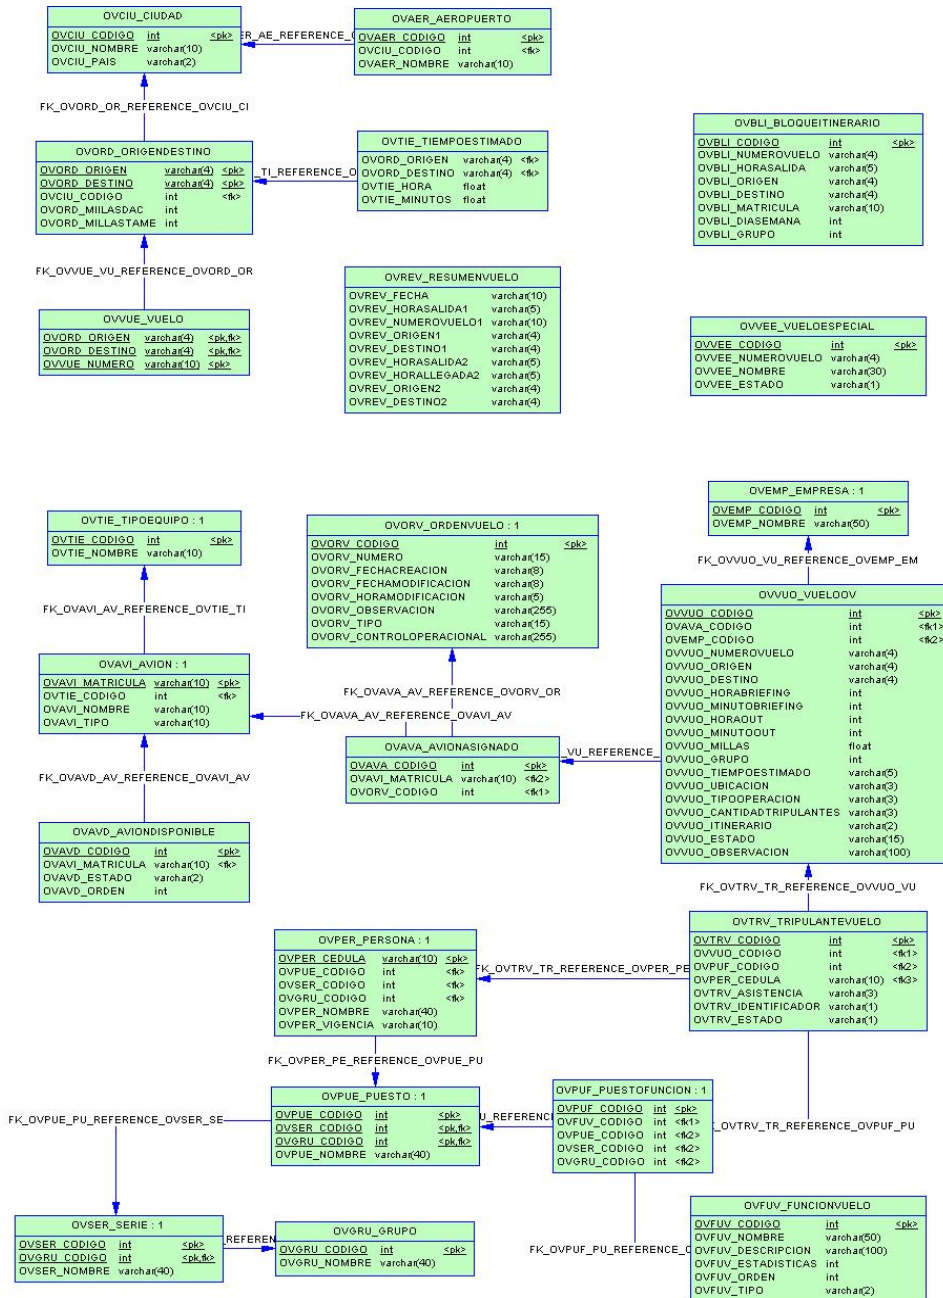 OVCIU_CIUDAD
OVCIU_CODIGO int <pk>
OVCIU_NOMBRE varchar(10)
OVCIU_PAIS varchar(2)
ER_AE_REFERENCE_O
OVAER_AEROPUERTO
OVAER_CODIGO int <pk>
OVCIU_CODIGO int <fk>
OVAER_NOMBRE varchar(10)
FK_OVORD_OR_REFERENCE_OVCIU_CI
OVORD_ORIGENDESTINO
OVORD_ORIGEN varchar(4) <pk>
OVORD_DESTINO varchar(4) <pk>
OVCIU_CODIGO int <fk>
OVORD_MILLASDAC int
OVORD_MILLASTAME int
_TI_REFERENCE_O
OVTIE_TIEMPOESTIMADO
OVORD_ORIGEN varchar(4) <fk>
OVORD_DESTINO varchar(4) <fk>
OVTIE_HORA float
OVTIE_MINUTOS float
OVBLI_BLOQUEITINERARIO
OVBLI_CODIGO int <pk>
OVBLI_NUMEROVUELO varchar(4)
OVBLI_HORASALIDA varchar(5)
OVBLI_ORIGEN varchar(4)
OVBLI_DESTINO varchar(4)
OVBLI_MATRICULA varchar(10)
OVBLI_DIASEMANA int
OVBLI_GRUPO int
FK_OVVUE_VU_REFERENCE_OVORD_OR
OVVUE_VUELO
OVORD_ORIGEN varchar(4) <pk,fk>
OVORD_DESTINO varchar(4) <pk,fk>
OVVUE_NUMERO varchar(10) <pk>
OVREV_RESUMENVUELO
OVREV_FECHA varchar(10)
OVREV_HORASALIDA1 varchar(5)
OVREV_NUMEROVUELO1 varchar(10)
OVREV_ORIGEN1 varchar(4)
OVREV_DESTINO1 varchar(4)
OVREV_HORASALIDA2 varchar(5)
OVREV_HORALLEGADA2 varchar(5)
OVREV_ORIGEN2 varchar(4)
OVREV_DESTINO2 varchar(4)
OVVEE_VUELOESPECIAL
OVVEE_CODIGO int <pk>
OVVEE_NUMEROVUELO varchar(4)
OVVEE_NOMBRE varchar(30)
OVVEE_ESTADO varchar(1)
OVTIE_TIPOEQUIPO : 1
OVTIE_CODIGO int <pk>
OVTIE_NOMBRE varchar(10)
OVORV_ORDENVUELO : 1
OVORV_CODIGO int <pk>
OVORV_NUMERO varchar(15)
OVORV_FECHACREACION varchar(8)
OVORV_FECHAMODIFICACION varchar(8)
OVORV_HORAMODIFICACION varchar(5)
OVORV_OBSERVACION varchar(255)
OVORV_TIPO varchar(15)
OVORV_CONTROLOPERACIONAL varchar(255)
OVEMP_EMPRESA : 1
OVEMP_CODIGO int <pk>
OVEMP_NOMBRE varchar(50)
FK_OVVUO_VU_REFERENCE_OVEMP_EM
FK_OVAVI_AV_REFERENCE_OVTIE_TI
OVVUO_VUELOOV
OVVUO_CODIGO int <pk>
OVAVA_CODIGO int <fk1>
OVEMP_CODIGO int <fk2>
OVVUO_NUMEROVUELO varchar(4)
OVVUO_ORIGEN varchar(4)
OVVUO_DESTINO varchar(4)
OVVUO_HORABRIEFING int
OVVUO_MINUTOBRIEFING int
OVVUO_HORAOUT int
OVVUO_MINUTOOUT int
OVVUO_MILLAS float
OVVUO_GRUPO int
OVVUO_TIEMPOESTIMADO varchar(5)
OVVUO_UBICACION varchar(3)
OVVUO_TIPOOPERACION varchar(3)
OVVUO_CANTIDADTRIPULANTES varchar(3)
OVVUO_ITINERARIO varchar(2)
OVVUO_ESTADO varchar(15)
OVVUO_OBSERVACION varchar(100)
OVAVI_AVION : 1
OVAVI_MATRICULA varchar(10) <pk>
OVTIE_CODIGO int <fk>
OVAVI_NOMBRE varchar(10)
OVAVI_TIPO varchar(10)
FK_OVAVA_AV_REFERENCE_OVORV_OR
FK_OVAVA_AV_REFERENCE_OVAVI_AV
OVAVA_AVIONASIGNADO
OVAVA_CODIGO int <pk>
OVAVI_MATRICULA varchar(10) <fk2>
OVORV_CODIGO int <fk1>
_VU_REFERENCE_
FK_OVAVD_AV_REFERENCE_OVAVI_AV
OVAVD_AVIONDISPONIBLE
OVAVD_CODIGO int <pk>
OVAVI_MATRICULA varchar(10) <fk>
OVAVD_ESTADO varchar(2)
OVAVD_ORDEN int
FK_OVTRV_TR_REFERENCE_OVVUO_VU
OVTRV_TRIPULANTEVUELO
OVTRV_CODIGO int <pk>
OVVUO_CODIGO int <fk1>
OVPUF_CODIGO int <fk2>
OVPER_CEDULA varchar(10) <fk3>
OVTRV_ASISTENCIA varchar(3)
OVTRV_IDENTIFICADOR varchar(1)
OVTRV_ESTADO varchar(1)
OVPER_PERSONA : 1
OVPER_CEDULA varchar(10) <pk>
OVPUE_CODIGO int <fk>
OVSER_CODIGO int <fk>
OVGRU_CODIGO int <fk>
OVPER_NOMBRE varchar(40)
OVPER_VIGENCIA varchar(10)
FK_OVTRV_TR_REFERENCE_OVPER_PE
FK_OVPER_PE_REFERENCE_OVPUE_PU
OVPUE_PUESTO : 1
OVPUE_CODIGO int <pk>
OVSER_CODIGO int <pk,fk>
OVGRU_CODIGO int <pk,fk>
OVPUE_NOMBRE varchar(40)
U_REFERENC
OVPUF_PUESTOFUNCION : 1
OVPUF_CODIGO int <pk>
OVFUV_CODIGO int <fk1>
OVPUE_CODIGO int <fk2>
OVSER_CODIGO int <fk2>
OVGRU_CODIGO int <fk2>
_OVTRV_TR_REFERENCE_OVPUF_PU
FK_OVPUE_PU_REFERENCE_OVSER_SE
OVSER_SERIE : 1
OVSER_CODIGO int <pk>
OVGRU_CODIGO int <pk,fk>
OVSER_NOMBRE varchar(40)
_REFEREN
OVGRU_GRUPO
OVGRU_CODIGO int <pk>
OVGRU_NOMBRE varchar(40)
FK_OVPUF_PU_REFERENCE_O
OVFUV_FUNCIONVUELO
OVFUV_CODIGO int <pk>
OVFUV_NOMBRE varchar(50)
OVFUV_DESCRIPCION varchar(100)
OVFUV_ESTADISTICAS int
OVFUV_ORDEN int
OVFUV_TIPO varchar(2)